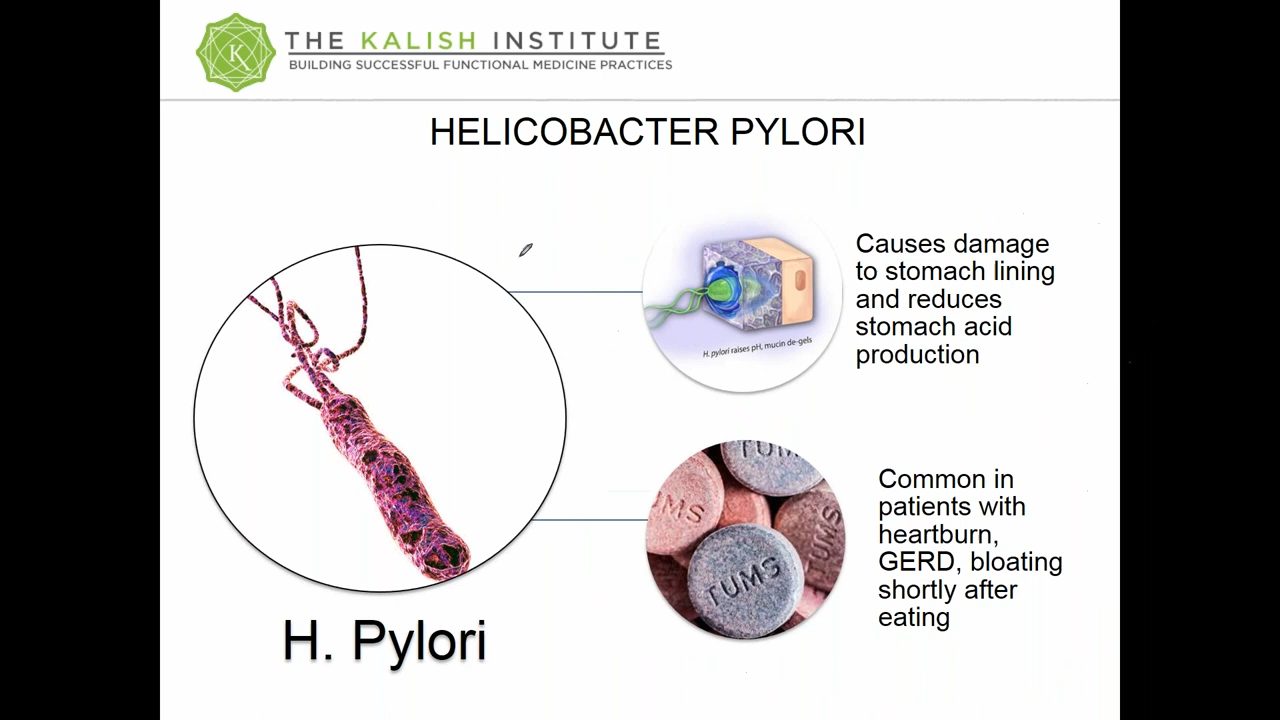 THE KALISH INSTITUTE
BUILDING SUCCESSFUL FUNCTIONAL MEDICINE PRACTICES
K
HELICOBACTER PYLORI
H. pylori raises pH, mucin de-gels
Causes damage
to stomach lining
and reduces
stomach acid
production
TUMS
UMS
TUMS
TUMS
Common in
patients with
heartburn,
GERD, bloating
shortly after
eating
H. Pylori